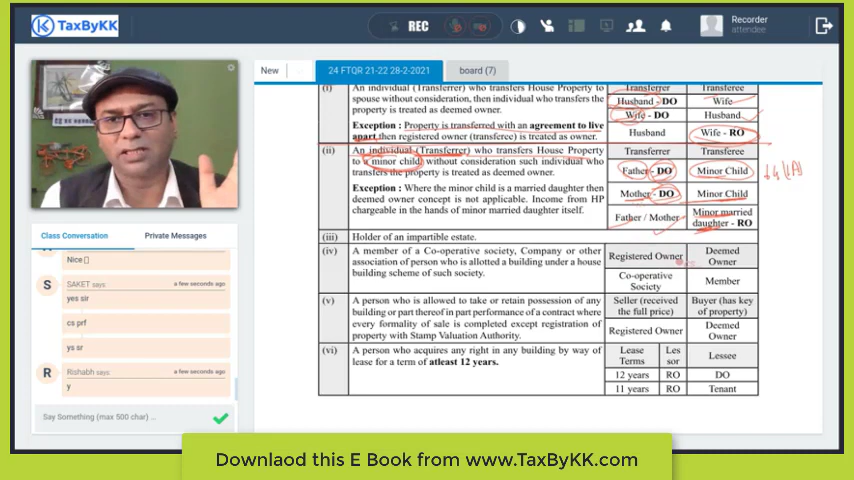 TaxByKK
REC
Recorder
attendee
New
24 FTQR 21-22 28-2-2021
board (7)
Class Conversation
Private Messages
Nice []
S
SAKET says:
a few seconds ago
yes sir
cs prf
ys sr
R
Rishabh says:
a few seconds ago
y
Say Something (max 500 char) ...
(i)
An individual (Transferrer) who transfers House Property to
spouse without consideration, then individual who transfers the
property is treated as deemed owner.
Exception : Property is transferred with an agreement to live
apart then registered owner (transferee) is treated as owner.
Transferrer
Transferee
Husband - DO
Wife
Wife - DO
Husband
Husband
Wife - RO
(ii)
An individual (Transferrer) who transfers House Property
to a minor child without consideration such individual who
transfers the property is treated as deemed owner.
Exception : Where the minor child is a married daughter then
deemed owner concept is not applicable. Income from HP
chargeable in the hands of minor married daughter itself.
Transferrer
Transferee
Father - DO
Minor Child
Mother - DO
Minor Child
Father / Mother
Minor married
daughter - RO
(iii)
Holder of an impartible estate.
(iv)
A member of a Co-operative society, Company or other
association of person who is allotted a building under a house
building scheme of such society.
Registered Owner
Deemed
Owner
Co-operative
Society
Member
(v)
A person who is allowed to take or retain possession of any
building or part thereof in part performance of a contract where
every formality of sale is completed except registration of
property with Stamp Valuation Authority.
Seller (received
the full price)
Buyer (has key
of property)
Registered Owner
Deemed
Owner
(vi)
A person who acquires any right in any building by way of
lease for a term of atleast 12 years.
Lease
Terms
Les
sor
Lessee
12 years
RO
DO
11 years
RO
Tenant
Downlaod this E Book from www.TaxByKK.com